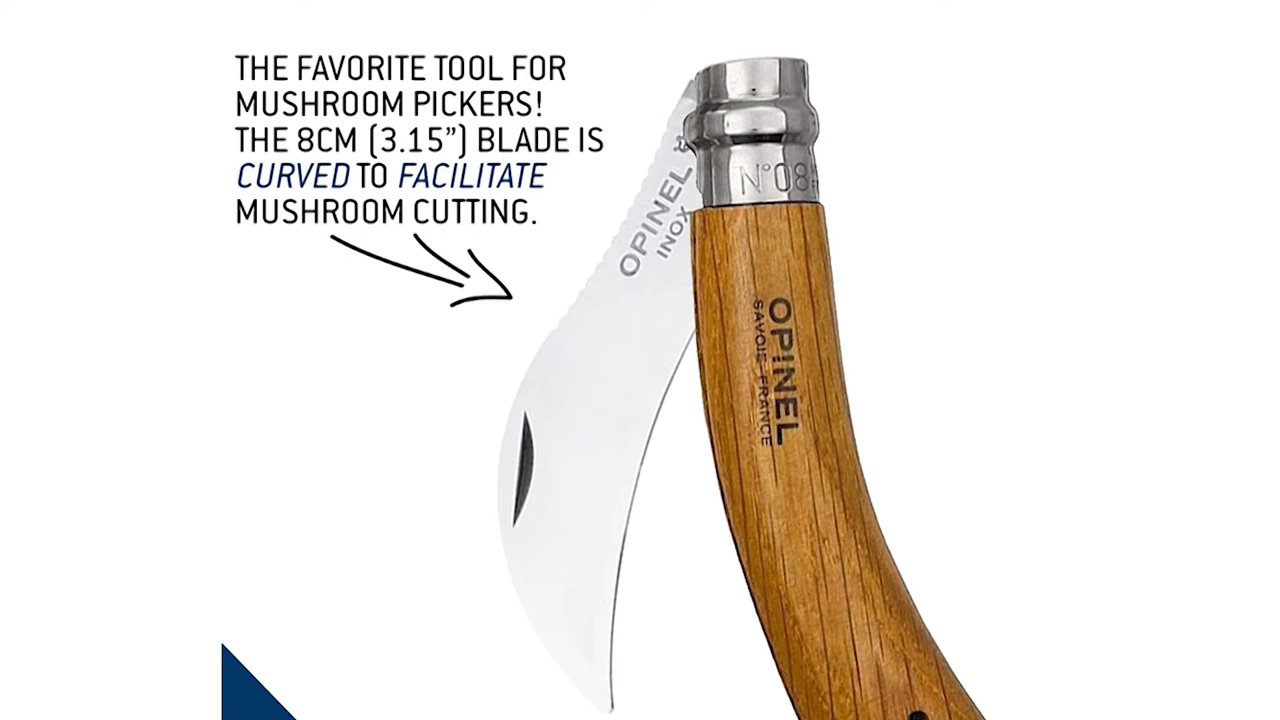 THE FAVORITE TOOL FOR
MUSHROOM PICKERS!
THE 8CM (3.15”) BLADE IS
CURVED TO FACILITATE
MUSHROOM CUTTING.
OPINEL
INOX
N°08
OPINEL
SAVOIE FRANCE